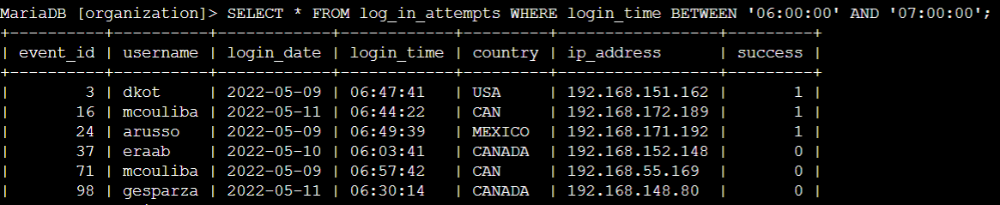 MariaDB [organization]> SELECT * FROM log_in_attempts WHERE login_time BETWEEN '06:00:00' AND '07:00:00';
+----------+----------+------------+------------+---------+-----------------+---------+
| event_id | username | login_date | login_time | country | ip_address      | success |
+----------+----------+------------+------------+---------+-----------------+---------+
|        3 | dkot     | 2022-05-09 | 06:47:41   | USA     | 192.168.151.162 |       1 |
|       16 | mcouliba | 2022-05-11 | 06:44:22   | CAN     | 192.168.172.189 |       1 |
|       24 | arusso   | 2022-05-09 | 06:49:39   | MEXICO  | 192.168.171.192 |       1 |
|       37 | eraab    | 2022-05-10 | 06:03:41   | CANADA  | 192.168.152.148 |       0 |
|       71 | mcouliba | 2022-05-09 | 06:57:42   | CAN     | 192.168.55.169  |       0 |
|       98 | gesparza | 2022-05-11 | 06:30:14   | CANADA  | 192.168.148.80  |       0 |